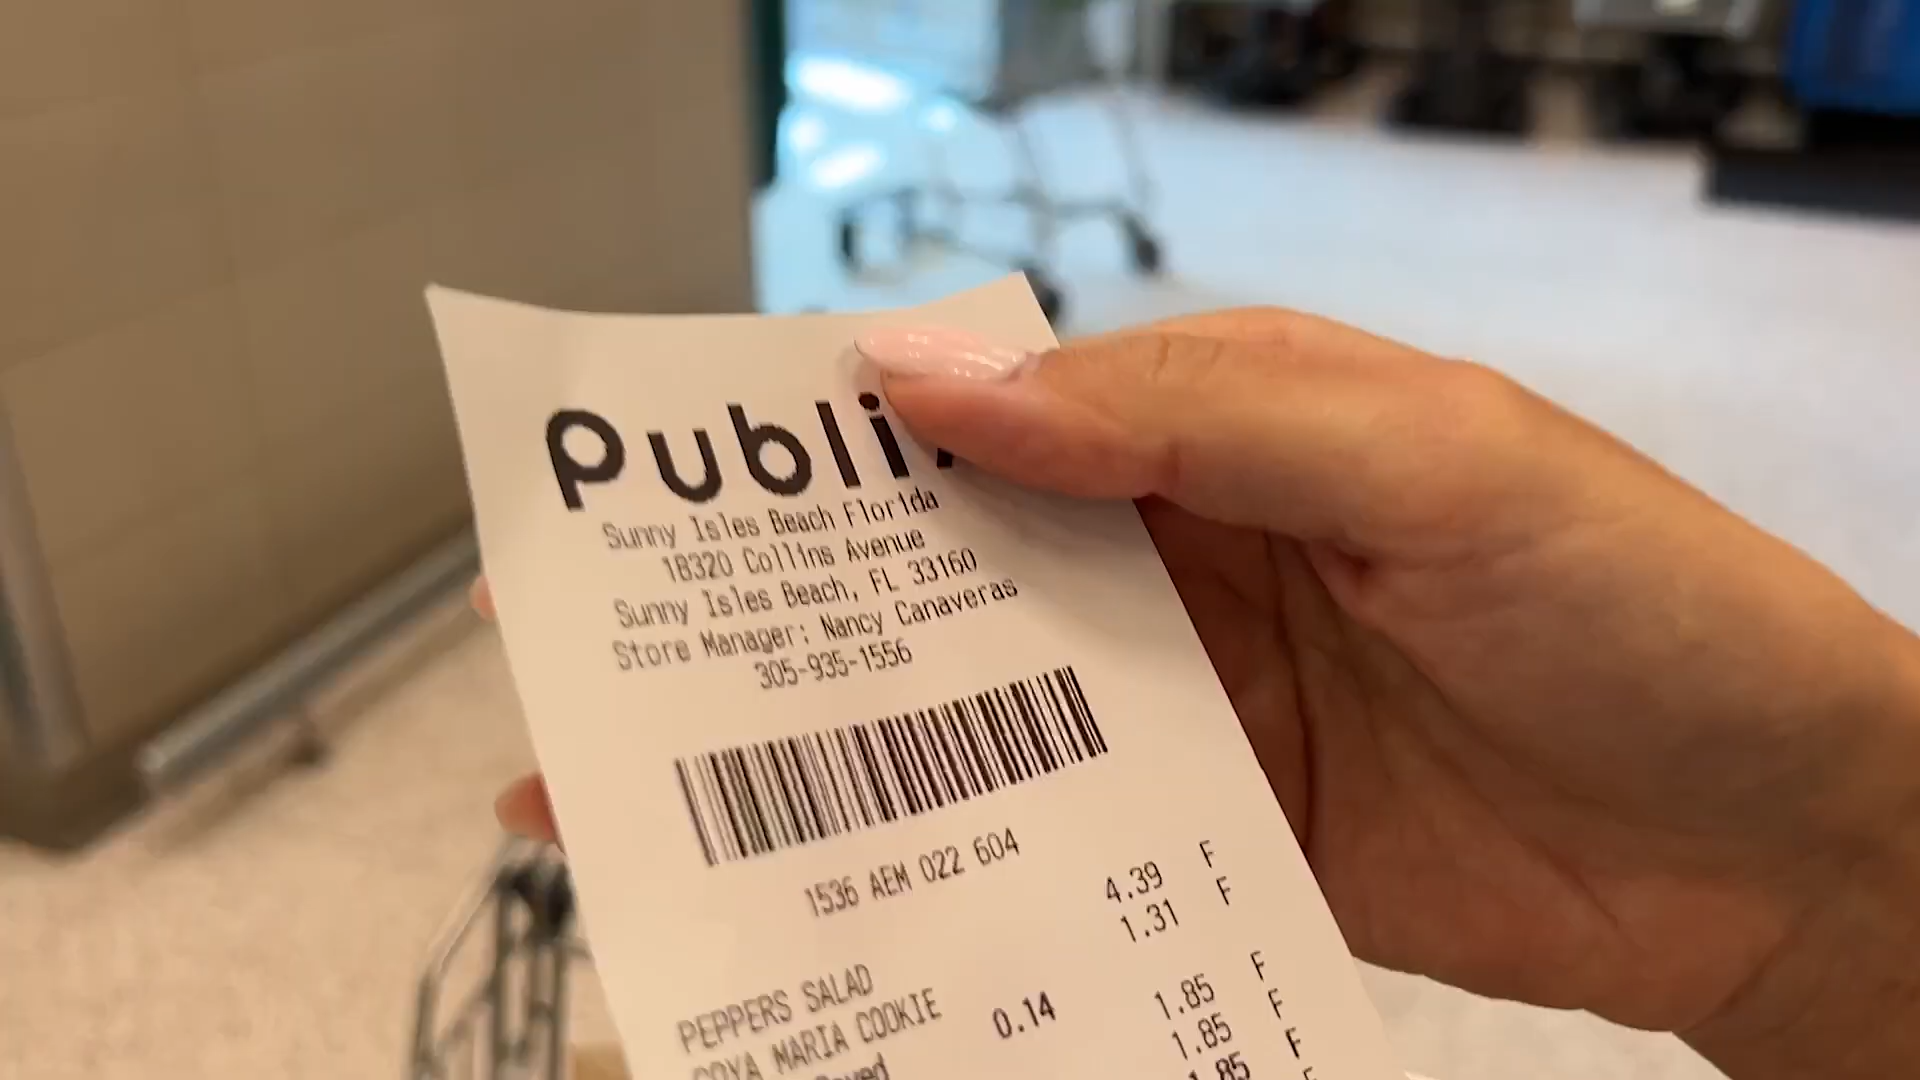 Publi
Sunny Isles Beach Florida
18320 Collins Avenue
Sunny Isles Beach, FL 33160
Store Manager: Nancy Canaveras
305-935-1556
1536 AEM 022 604
PEPPERS SALAD 4.39 F
GOYA MARIA COOKIE 1.31 F
0.14
1.85 F
1.85 F
1.85 F
F